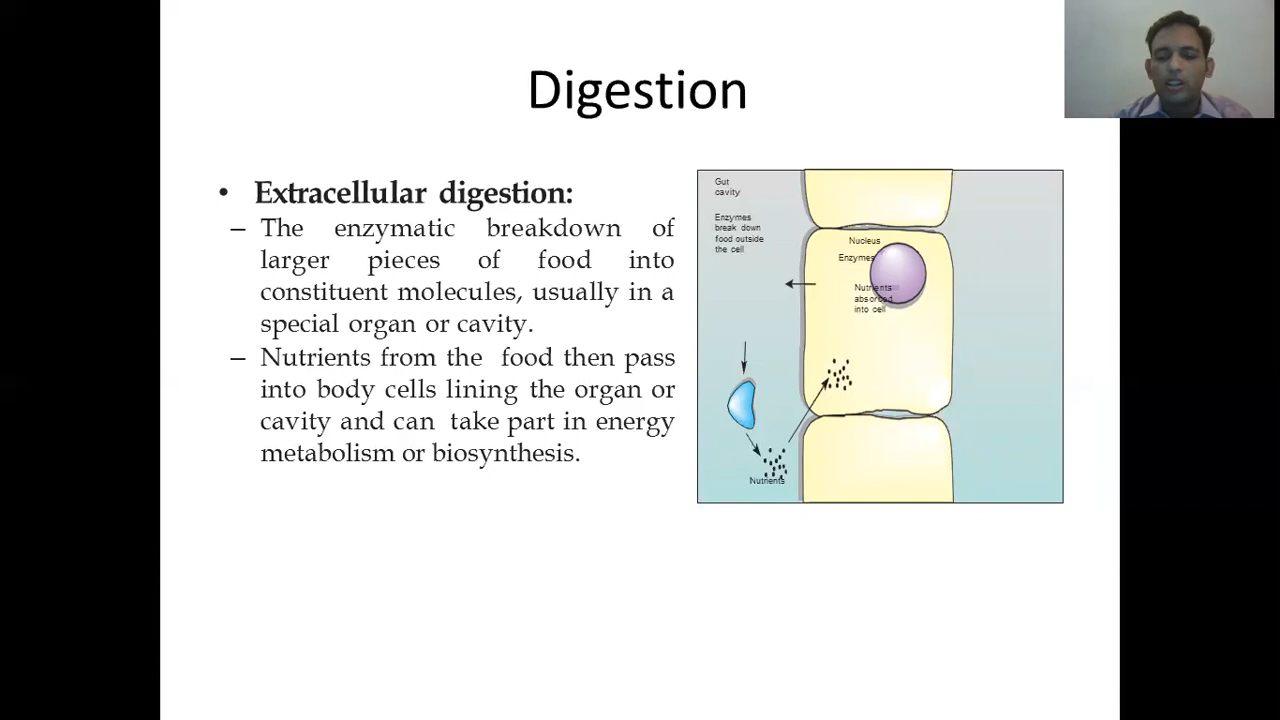 Digestion
• Extracellular digestion:
– The enzymatic breakdown of
larger pieces of food into
constituent molecules, usually in a
special organ or cavity.
– Nutrients from the food then pass
into body cells lining the organ or
cavity and can take part in energy
metabolism or biosynthesis.
Gut
cavity
Enzymes
break down
food outside
the cell
Nucleus
Enzymes
Nutrients
absorbed
into cell
Nutrients